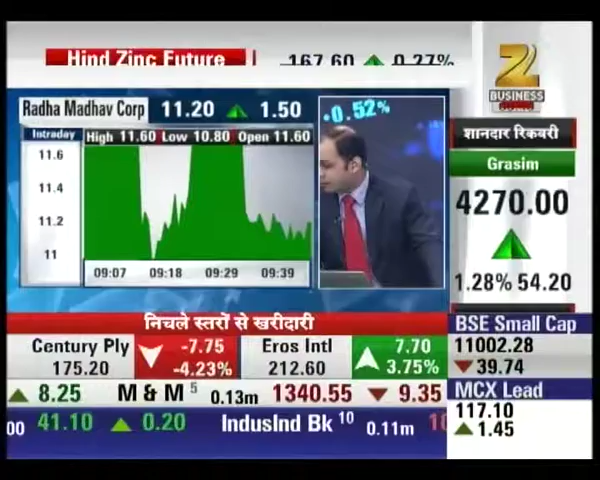 Hind Zinc Future 167.60 0.27%
Z
BUSINESS
Radha Madhav Corp 11.20 1.50
Intraday High 11.60 Low 10.80 Open 11.60
11.6
11.4
11.2
11
09:07 09:18 09:29 09:39
0.52%
शानदार रिकवरी
Grasim
4270.00
1.28% 54.20
निचले स्तरों से खरीदारी
Century Ply
175.20
-7.75
-4.23%
Eros Intl
212.60
7.70
3.75%
BSE Small Cap
11002.28
39.74
8.25 M & M 5 0.13m 1340.55 9.35
MCX Lead
117.10
1.45
00 41.10 0.20 IndusInd Bk 10 0.11m